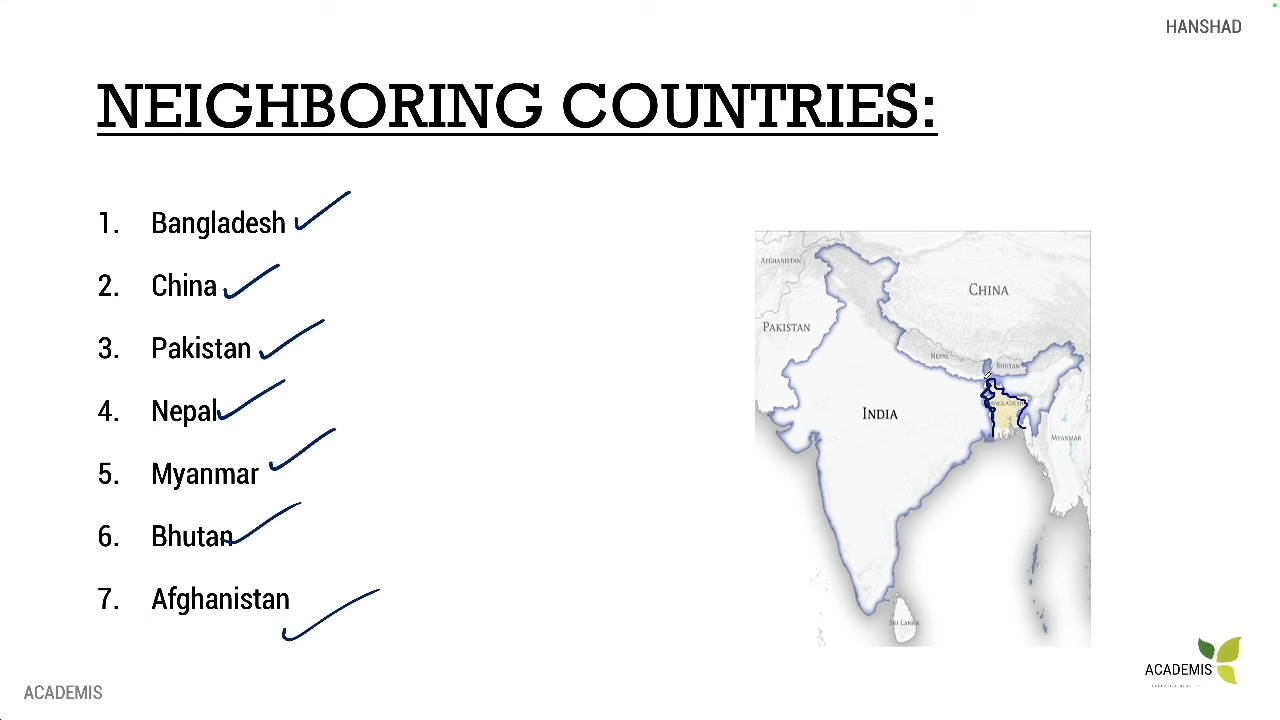 HANSHAD
NEIGHBORING COUNTRIES:
1. Bangladesh
2. China
3. Pakistan
4. Nepal
5. Myanmar
6. Bhutan
7. Afghanistan
AFGHANISTAN
CHINA
PAKISTAN
NEPAL
BHUTAN
INDIA
MYANMAR
SRI LANKA
ACADEMIS
ACADEMIS